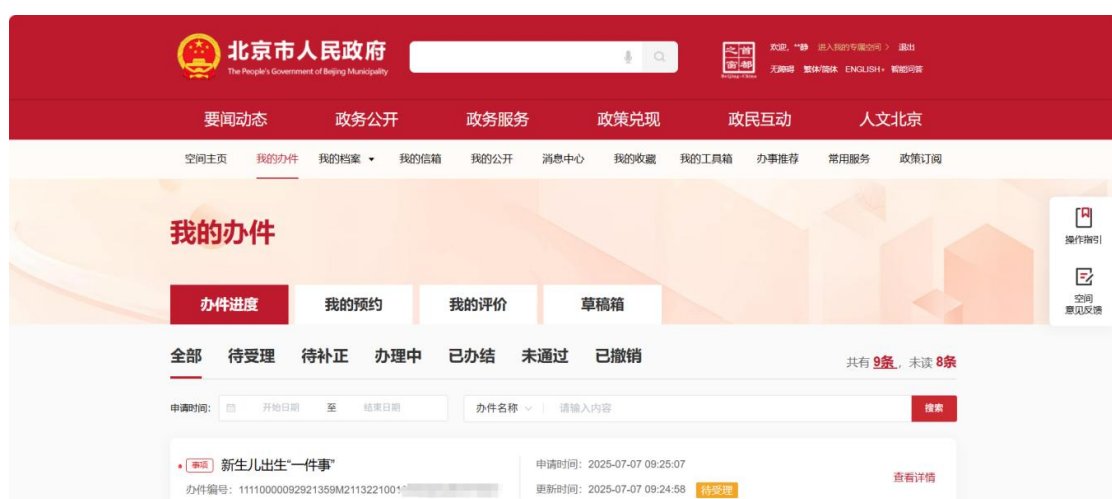 北京市人民政府
The People's Government of Beijing Municipality
首都之窗
Beijing-China
欢迎, **静 进入我的专属空间 > 退出
无障碍 繁体/简体 ENGLISH+ 智能问答
要闻动态 政务公开 政务服务 政策兑现 政民互动 人文北京
空间主页 我的办件 我的档案 我的信箱 我的公开 消息中心 我的收藏 我的工具箱 办事推荐 常用服务 政策订阅
我的办件
操作指引
空间
意见反馈
办件进度 我的预约 我的评价 草稿箱
全部 待受理 待补正 办理中 已办结 未通过 已撤销
共有 9条 , 未读 8条
申请时间: 开始日期 至 结束日期 办件名称 请输入内容 搜索
事项 新生儿出生“一件事”
申请时间: 2025-07-07 09:25:07
查看详情
办件编号: 11110000092921359M2113221001
更新时间: 2025-07-07 09:24:58 待受理